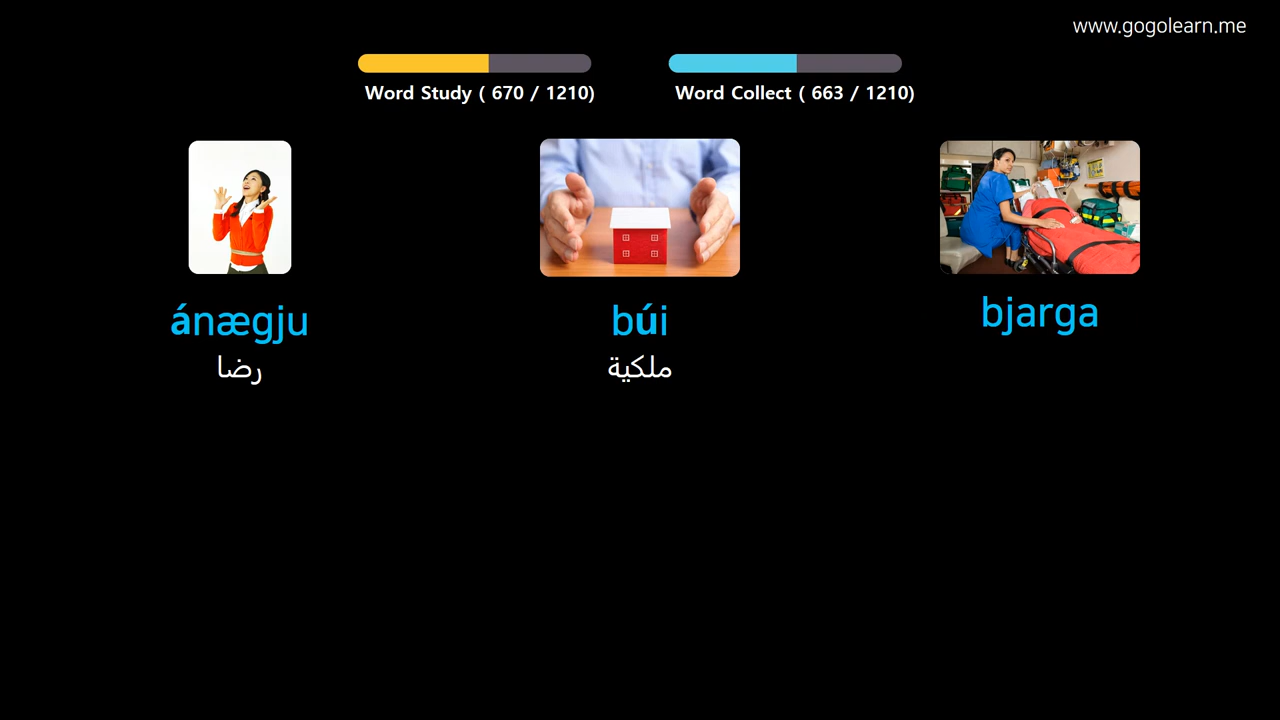 www.gogolearn.me
Word Study ( 670 / 1210)
Word Collect ( 663 / 1210)
ánægju
búi
bjarga
رضا
ملكية